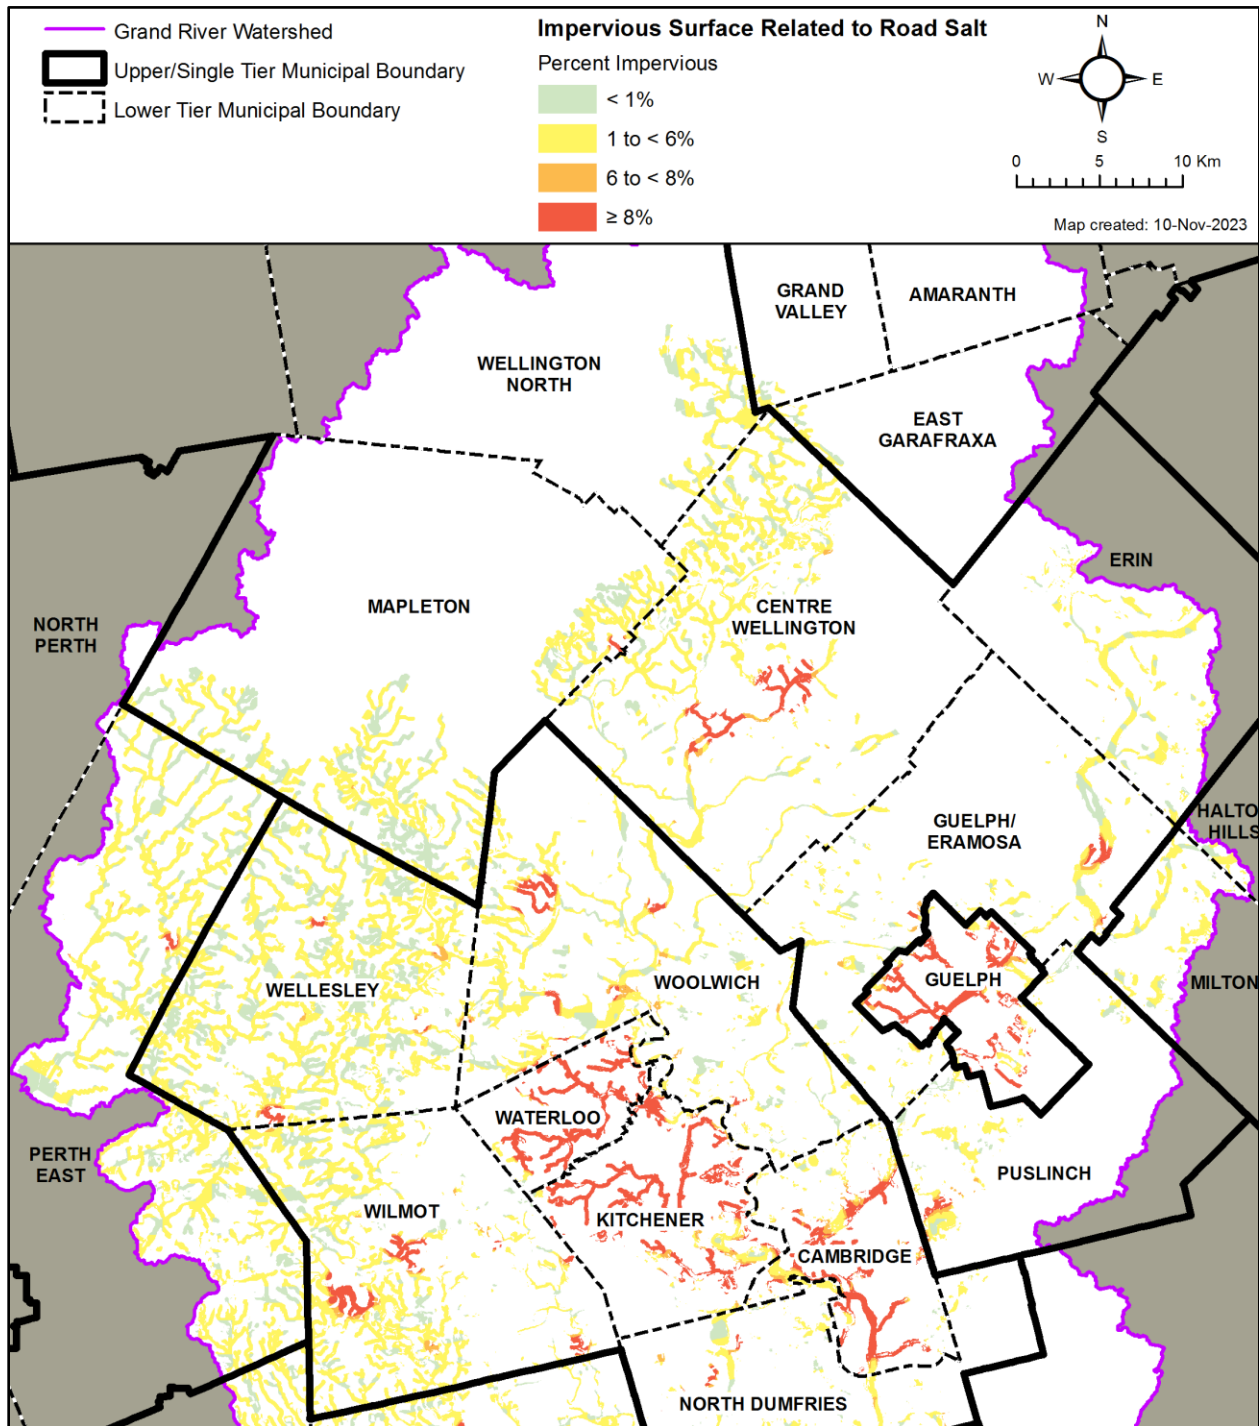 Grand River Watershed
Upper/Single Tier Municipal Boundary
Lower Tier Municipal Boundary
Impervious Surface Related to Road Salt
Percent Impervious
< 1%
1 to < 6%
6 to < 8%
≥ 8%
N
W E
S
0 5 10 Km
Map created: 10-Nov-2023
GRAND
VALLEY
AMARANTH
WELLINGTON
NORTH
EAST
GARAFRAXA
ERIN
MAPLETON
CENTRE
WELLINGTON
NORTH
PERTH
HALTO
HILLS
GUELPH/
ERAMOSA
GUELPH
MILTON
WELLESLEY
WOOLWICH
WATERLOO
PERTH
EAST
PUSLINCH
WILMOT
KITCHENER
CAMBRIDGE
NORTH DUMFRIES